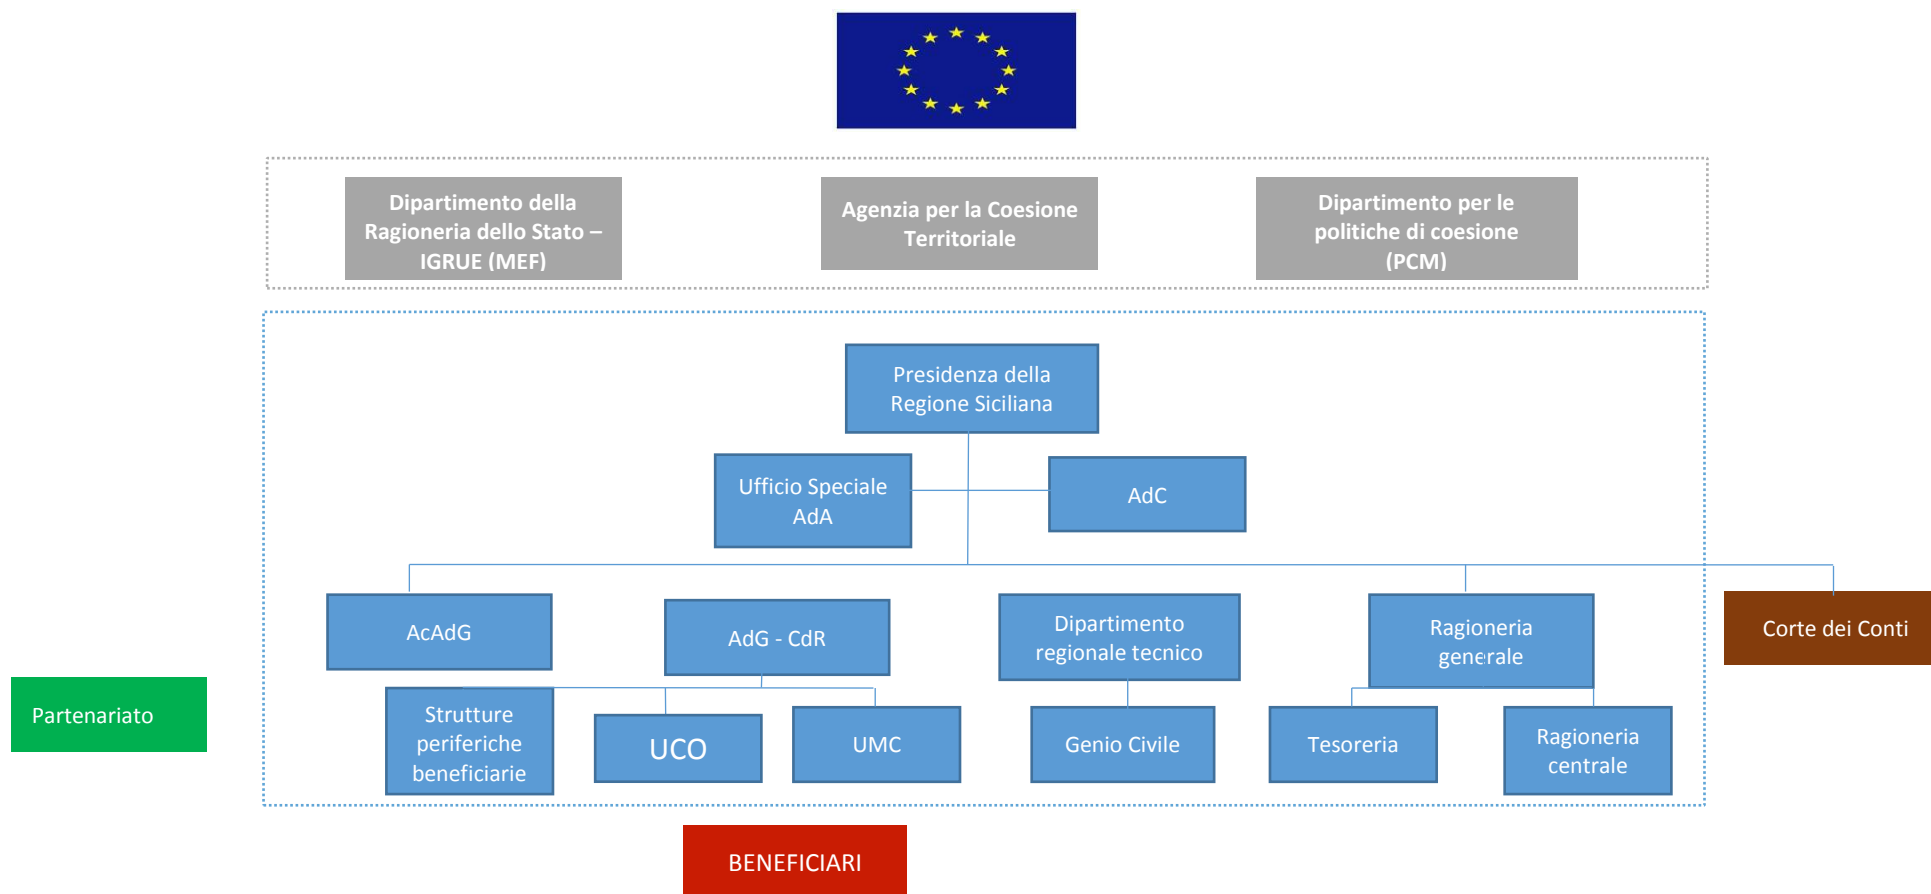 Dipartimento della
Ragioneria dello Stato –
IGRUE (MEF)
Agenzia per la Coesione
Territoriale
Dipartimento per le
politiche di coesione
(PCM)
Presidenza della
Regione Siciliana
Ufficio Speciale
AdA
AdC
AcAdG
AdG - CdR
Dipartimento
regionale tecnico
Ragioneria
generale
Corte dei Conti
Partenariato
Strutture
periferiche
beneficiarie
UCO
UMC
Genio Civile
Tesoreria
Ragioneria
centrale
BENEFICIARI